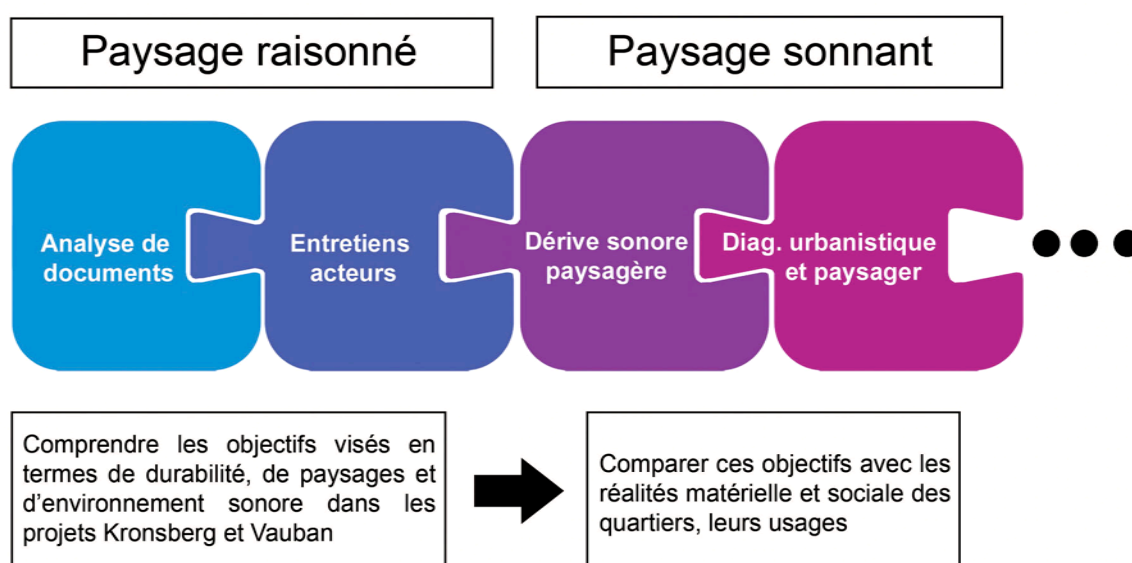 Paysage raisonné
Paysage sonnant
Analyse de
documents
Entretiens
acteurs
Dérive sonore
paysagère
Diag. urbanistique
et paysager
Comprendre les objectifs visés en
termes de durabilité, de paysages et
d'environnement sonore dans les
projets Kronsberg et Vauban
Comparer ces objectifs avec les
réalités matérielle et sociale des
quartiers, leurs usages